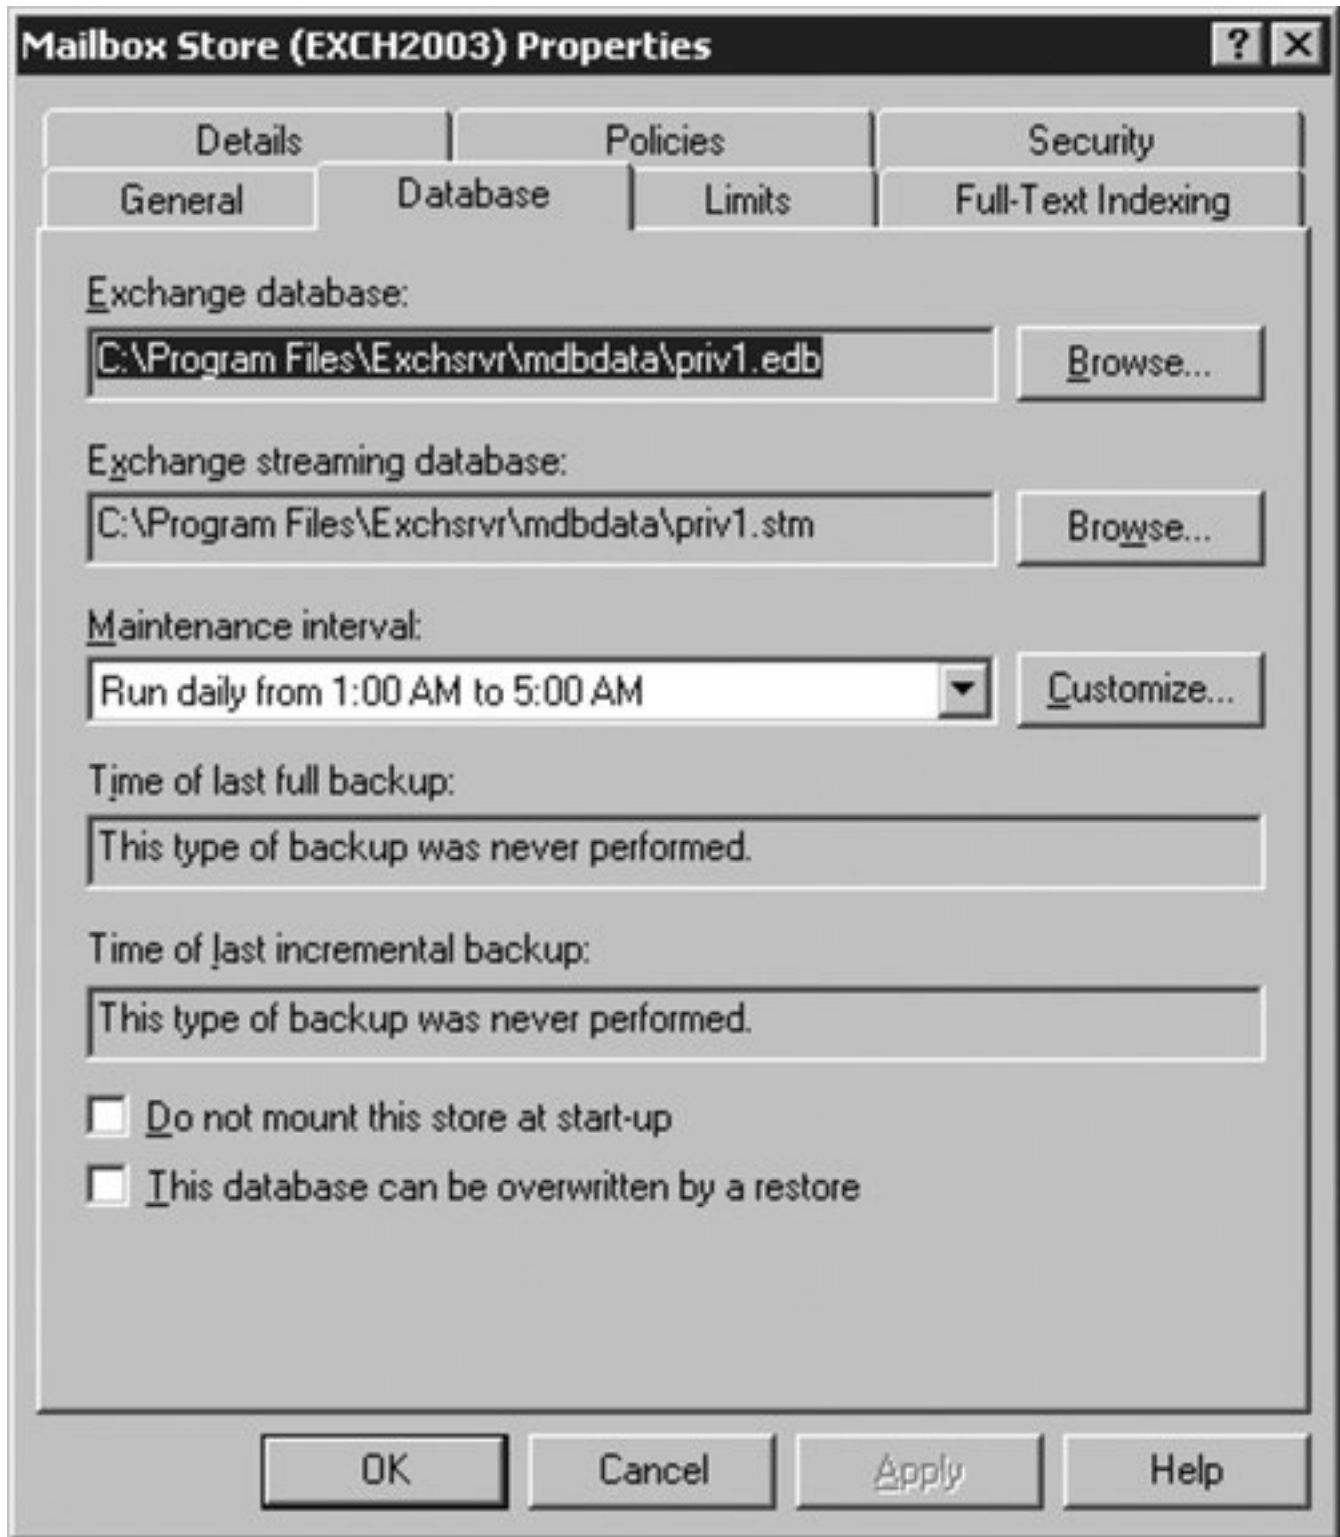 Mailbox Store (EXCH2003) Properties
Details Policies Security
General Database Limits Full-Text Indexing
Exchange database:
C:\Program Files\Exchsrvr\mdbdata\priv1.edb Browse...
Exchange streaming database:
C:\Program Files\Exchsrvr\mdbdata\priv1.stm Browse...
Maintenance interval:
Run daily from 1:00 AM to 5:00 AM Customize...
Time of last full backup:
This type of backup was never performed.
Time of last incremental backup:
This type of backup was never performed.
Do not mount this store at start-up
This database can be overwritten by a restore
OK Cancel Apply Help